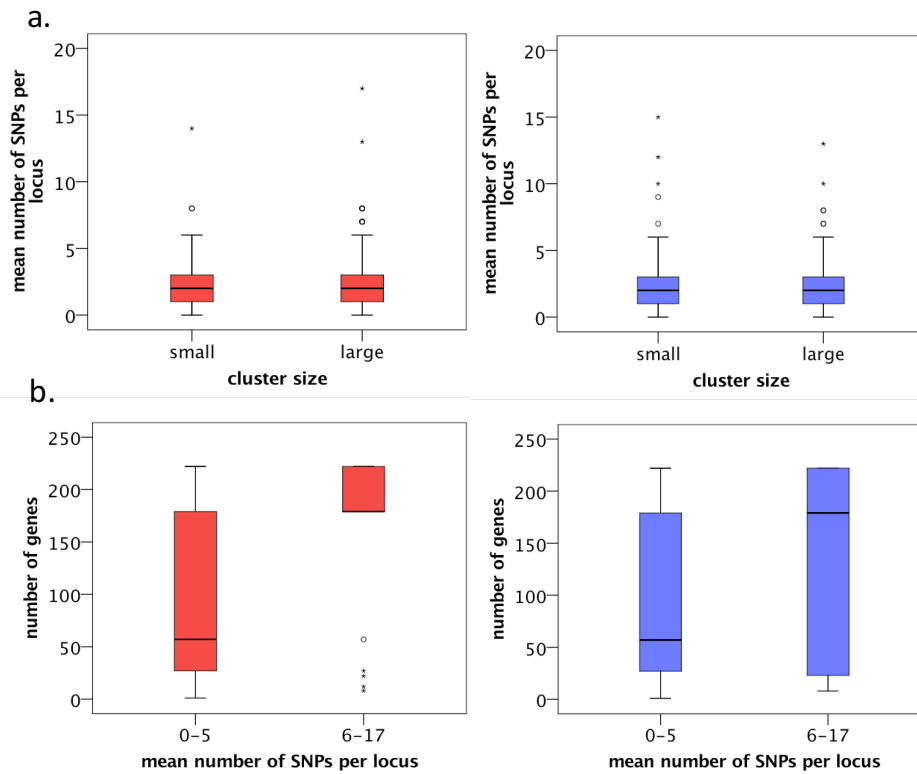 a.
mean number of SNPs per
locus
20
15
10
5
0
small large
cluster size
mean number of SNPs per
locus
20
15
10
5
0
small large
cluster size
b.
number of genes
250
200
150
100
50
0
0-5 6-17
mean number of SNPs per locus
number of genes
250
200
150
100
50
0
0-5 6-17
mean number of SNPs per locus